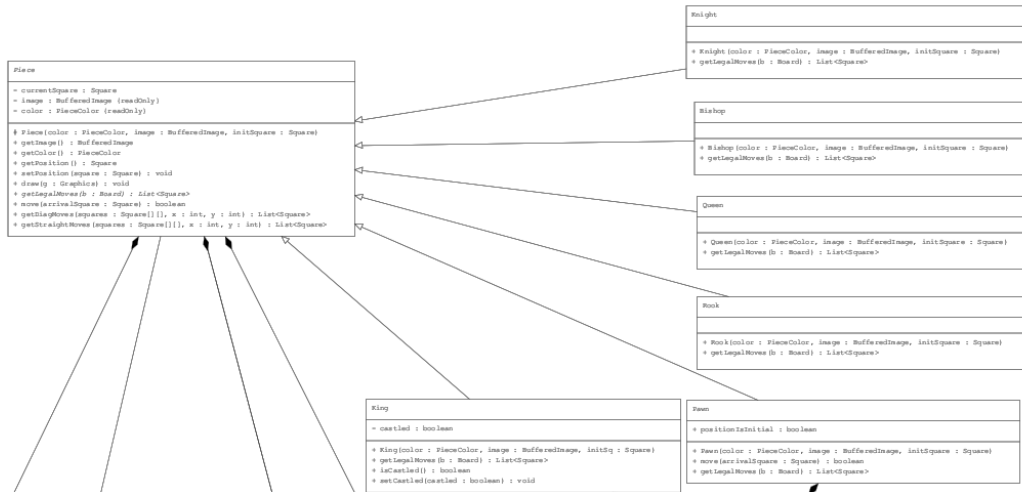 Knight
+ Knight(color : PieceColor, image : BufferedImage, initSquare : Square)
+ getLegalMoves(b : Board) : List<Square>
Piece
- currentSquare : Square
- image : BufferedImage {readOnly}
- color : PieceColor {readOnly}
# Piece(color : PieceColor, image : BufferedImage, initSquare : Square)
+ getImage() : BufferedImage
+ getColor() : PieceColor
+ getPosition() : Square
+ setPosition(square : Square) : void
+ draw(g : Graphics) : void
+ getLegalMoves(b : Board) : List<Square>
+ move(arrivalSquare : Square) : boolean
+ getDiagMoves(squares : Square[][], x : int, y : int) : List<Square>
+ getStraightMoves(squares : Square[][], x : int, y : int) : List<Square>
Bishop
+ Bishop(color : PieceColor, image : BufferedImage, initSquare : Square)
+ getLegalMoves(b : Board) : List<Square>
Queen
+ Queen(color : PieceColor, image : BufferedImage, initSquare : Square)
+ getLegalMoves(b : Board) : List<Square>
Rook
+ Rook(color : PieceColor, image : BufferedImage, initSquare : Square)
+ getLegalMoves(b : Board) : List<Square>
King
- castled : boolean
+ King(color : PieceColor, image : BufferedImage, initSq : Square)
+ getLegalMoves(b : Board) : List<Square>
+ isCastled() : boolean
+ setCastled(castled : boolean) : void
Pawn
+ positionIsInitial : boolean
+ Pawn(color : PieceColor, image : BufferedImage, initSquare : Square)
+ move(arrivalSquare : Square) : boolean
+ getLegalMoves(b : Board) : List<Square>